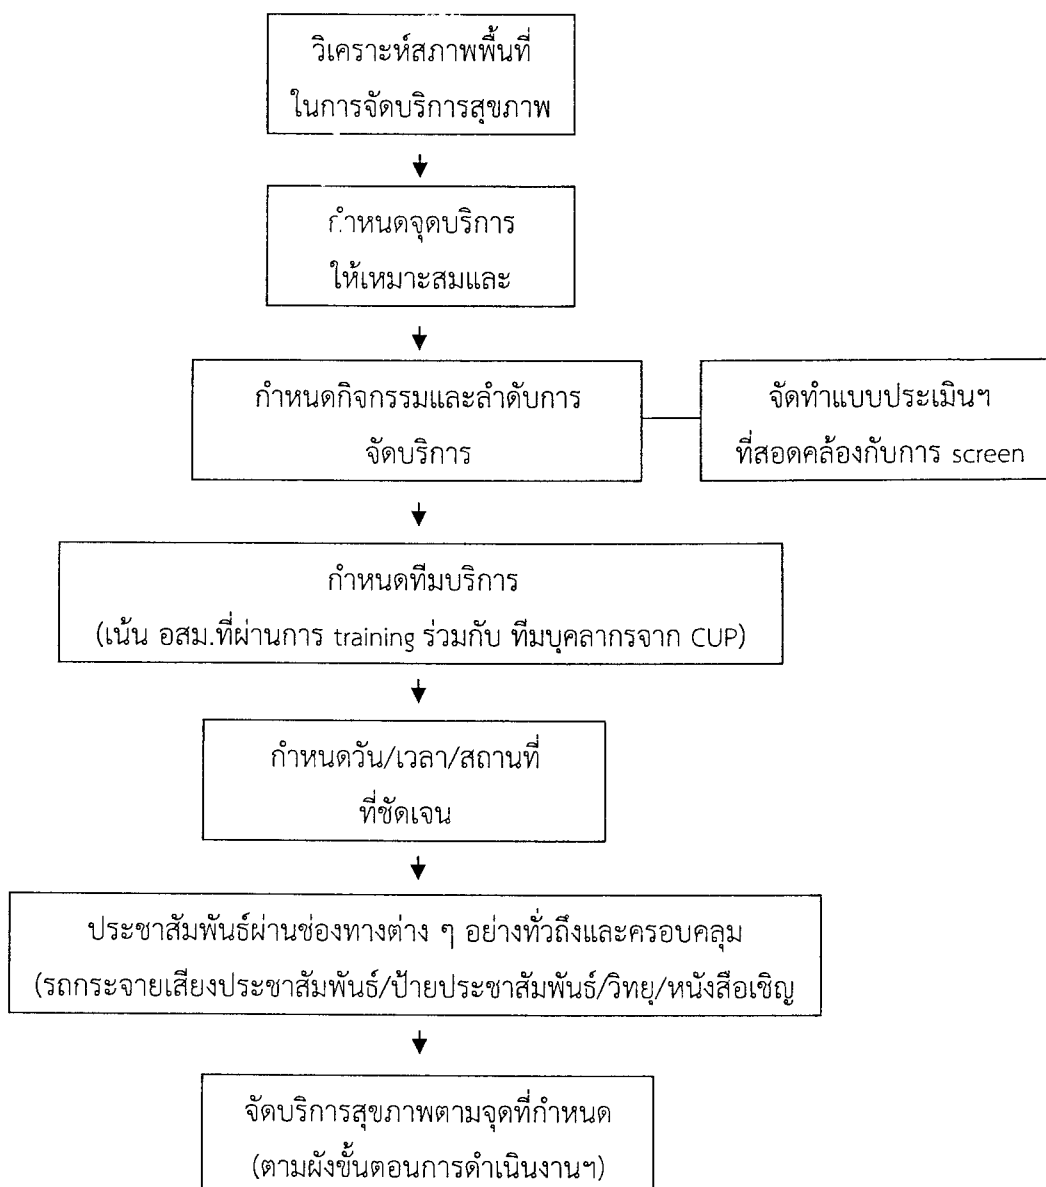 วิเคราะห์สภาพพื้นที่
ในการจัดบริการสุขภาพ
กำหนดจุดบริการ
ให้เหมาะสมและ
กำหนดกิจกรรมและลำดับการ
จัดบริการ
จัดทำแบบประเมินฯ
ที่สอดคล้องกับการ screen
กำหนดทีมบริการ
(เน้น อสม.ที่ผ่านการ training ร่วมกับ ทีมบุคลากรจาก CUP)
กำหนดวัน/เวลา/สถานที่
ที่ชัดเจน
ประชาสัมพันธ์ผ่านช่องทางต่าง ๆ อย่างทั่วถึงและครอบคลุม
(รถกระจายเสียงประชาสัมพันธ์/ป้ายประชาสัมพันธ์/วิทยุ/หนังสือเชิญ
จัดบริการสุขภาพตามจุดที่กำหนด
(ตามผังขั้นตอนการดำเนินงานฯ)